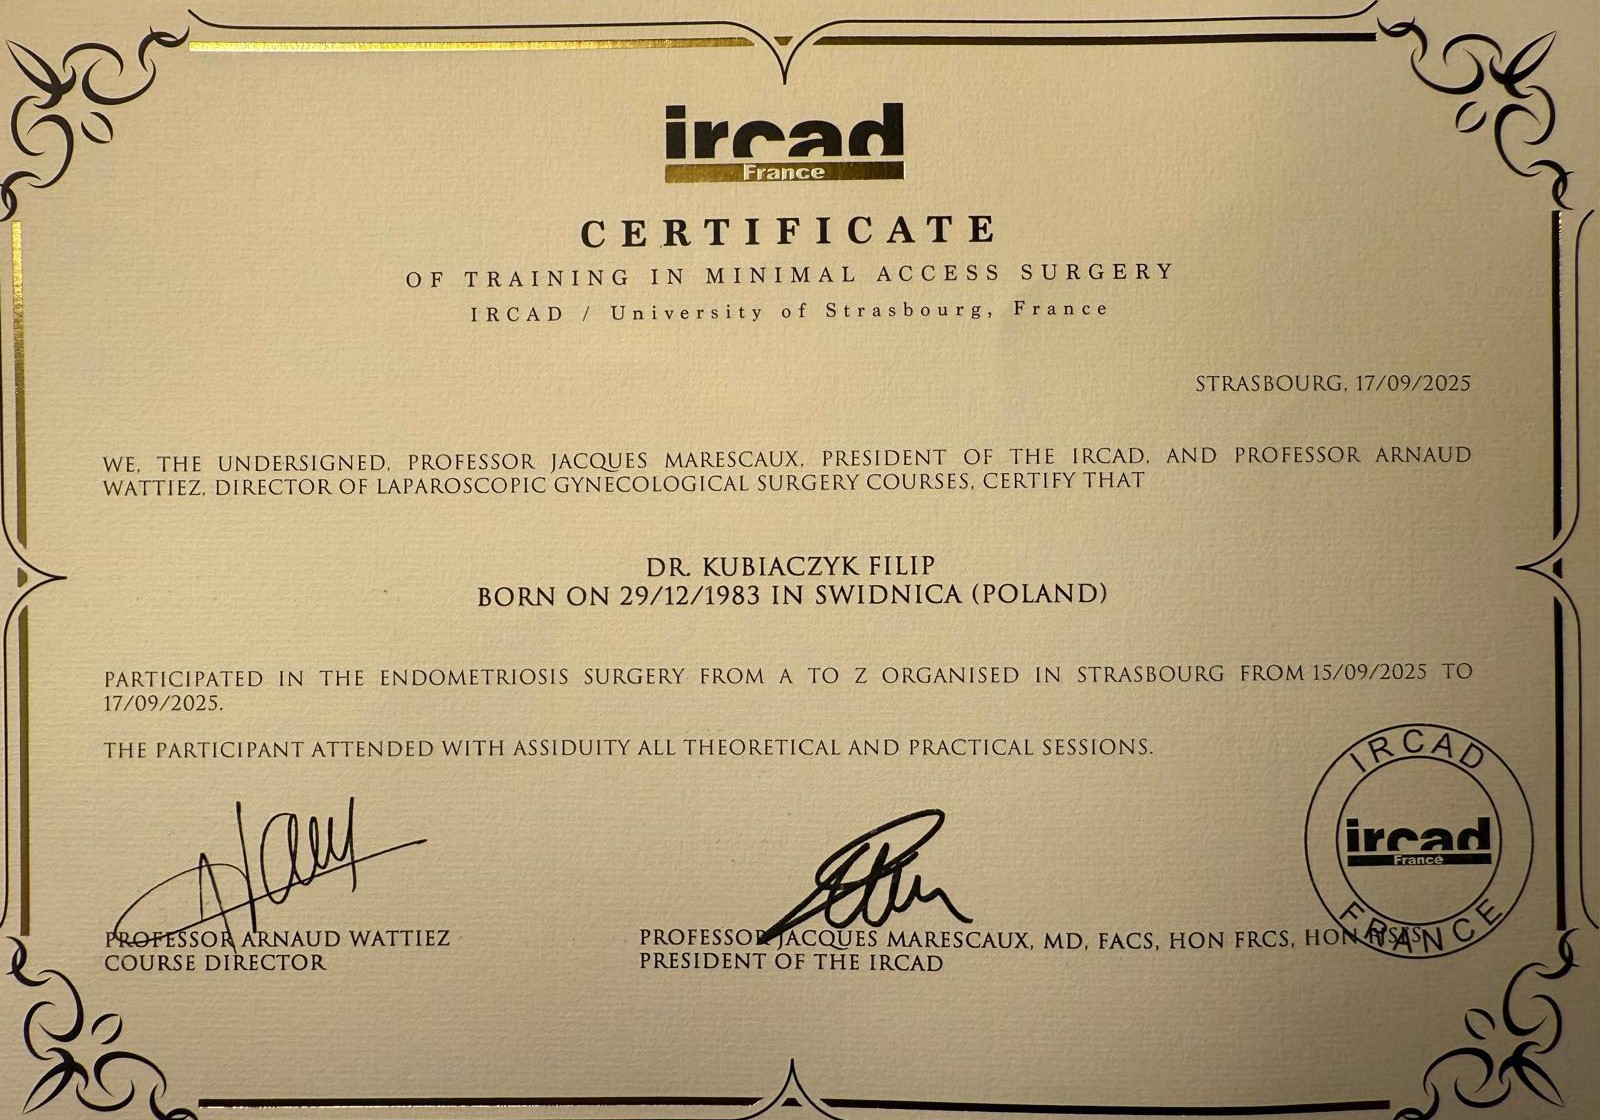 ircad
France
CERTIFICATE
OF TRAINING IN MINIMAL ACCESS SURGERY
IRCAD / University of Strasbourg, France
STRASBOURG, 17/09/2025
WE, THE UNDERSIGNED, PROFESSOR JACQUES MARESCAUX, PRESIDENT OF THE IRCAD, AND PROFESSOR ARNAUD
WATTIEZ, DIRECTOR OF LAPAROSCOPIC GYNECOLOGICAL SURGERY COURSES, CERTIFY THAT
DR. KUBIACZYK FILIP
BORN ON 29/12/1983 IN SWIDNICA (POLAND)
PARTICIPATED IN THE ENDOMETRIOSIS SURGERY FROM A TO Z ORGANISED IN STRASBOURG FROM 15/09/2025 TO
17/09/2025.
THE PARTICIPANT ATTENDED WITH ASSIDUITY ALL THEORETICAL AND PRACTICAL SESSIONS.
IRCAD
ircad
France
FRANCE
PROFESSOR ARNAUD WATTIEZ
COURSE DIRECTOR
PROFESSOR JACQUES MARESCAUX, MD, FACS, HON FRCS, HON
PRESIDENT OF THE IRCAD